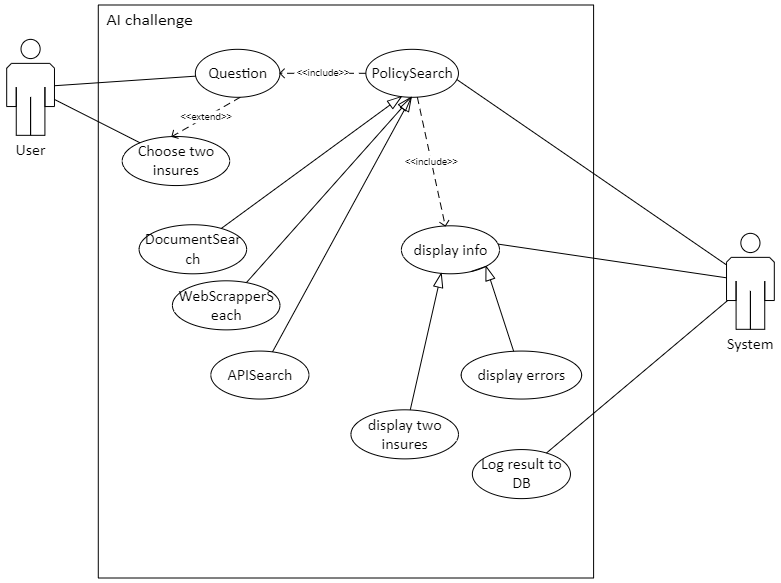 AI challenge
Question
<<include>>
PolicySearch
<<extend>>
User
Choose two
insures
<<include>>
DocumentSear
ch
display info
WebScrapperS
each
System
APISearch
display errors
display two
insures
Log result to
DB